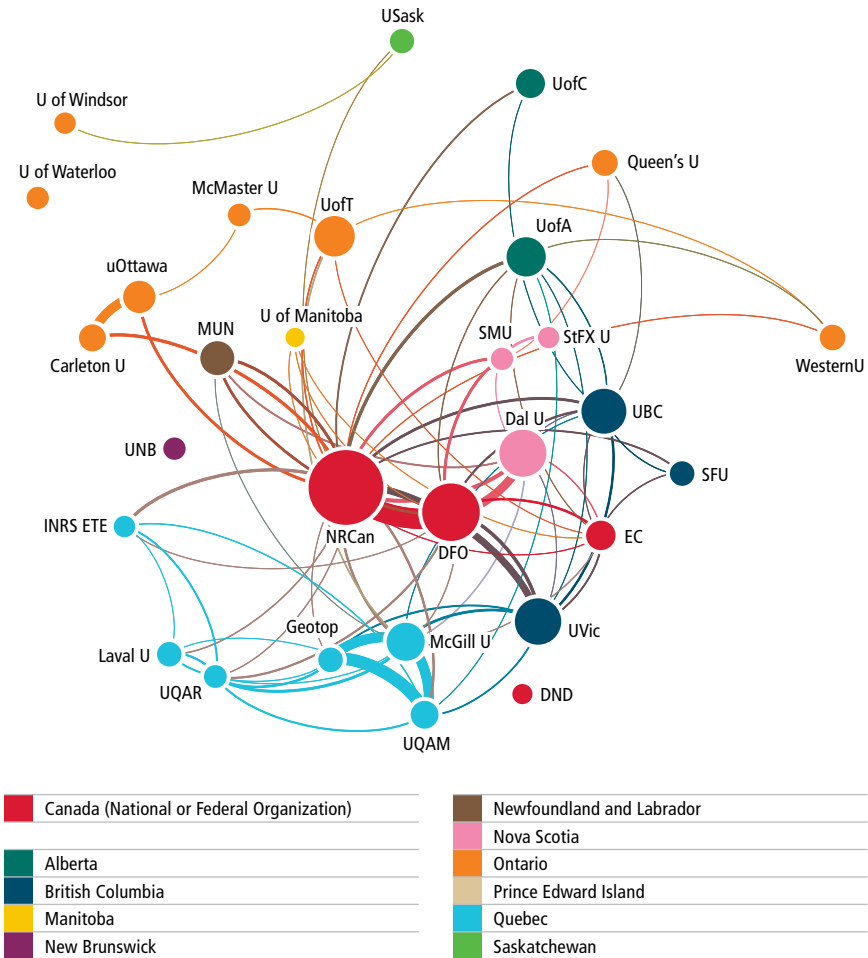 USask
UofC
U of Windsor
Queen's U
U of Waterloo
McMaster U
UofT
UofA
uOttawa
U of Manitoba
MUN
SMU
StFX U
Carleton U
WesternU
Dal U
UBC
UNB
SFU
INRS ETE
NRCan
DFO
EC
Geotop
McGill U
UVic
Laval U
UQAR
DND
UQAM
Canada (National or Federal Organization)
Alberta
British Columbia
Manitoba
New Brunswick
Newfoundland and Labrador
Nova Scotia
Ontario
Prince Edward Island
Quebec
Saskatchewan